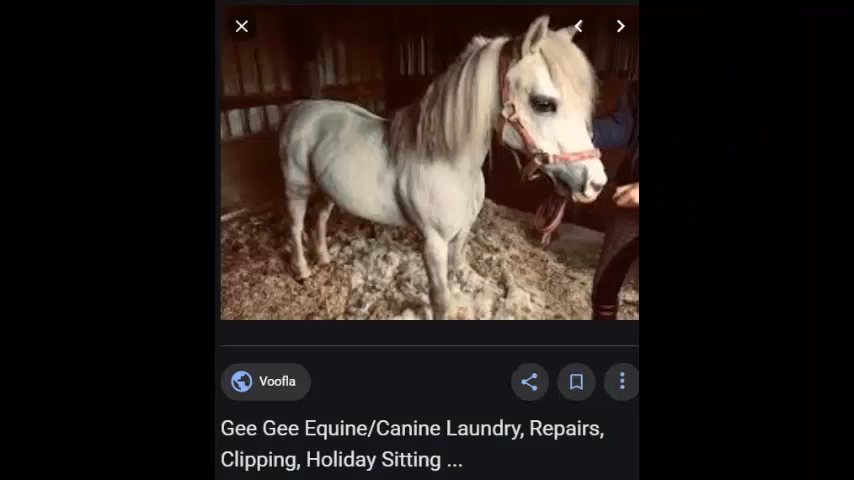 Voofla
Gee Gee Equine/Canine Laundry, Repairs,
Clipping, Holiday Sitting ...